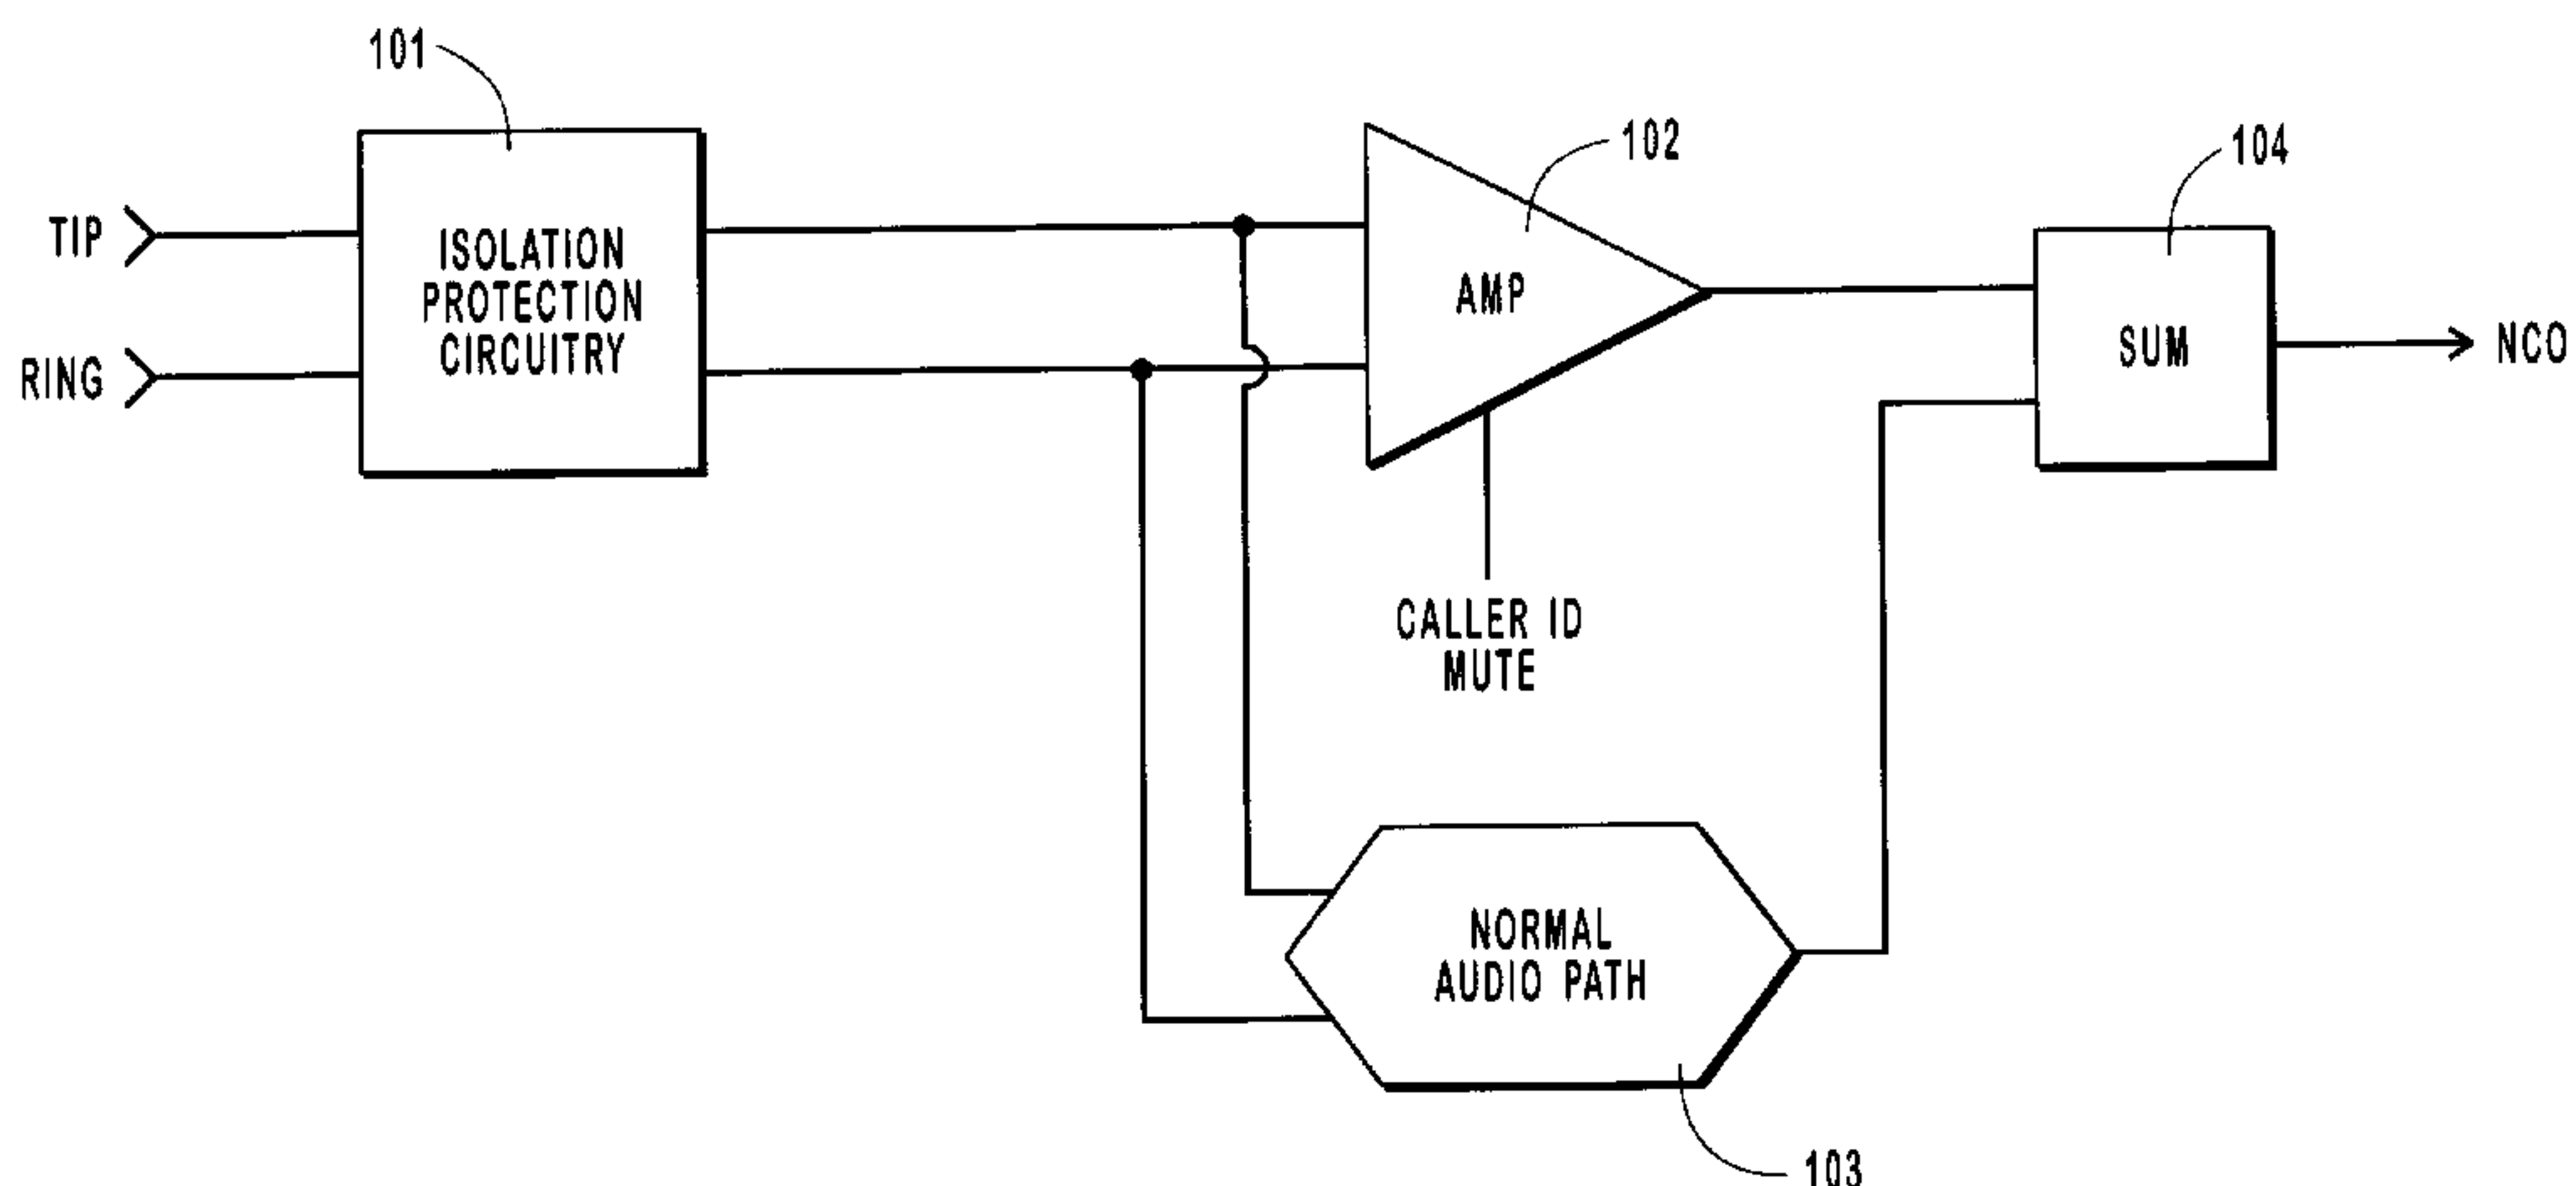 101
102
104
TIP
ISOLATION
PROTECTION
CIRCUITRY
RING
AMP
SUM
NCO
CALLER ID
MUTE
NORMAL
AUDIO PATH
103